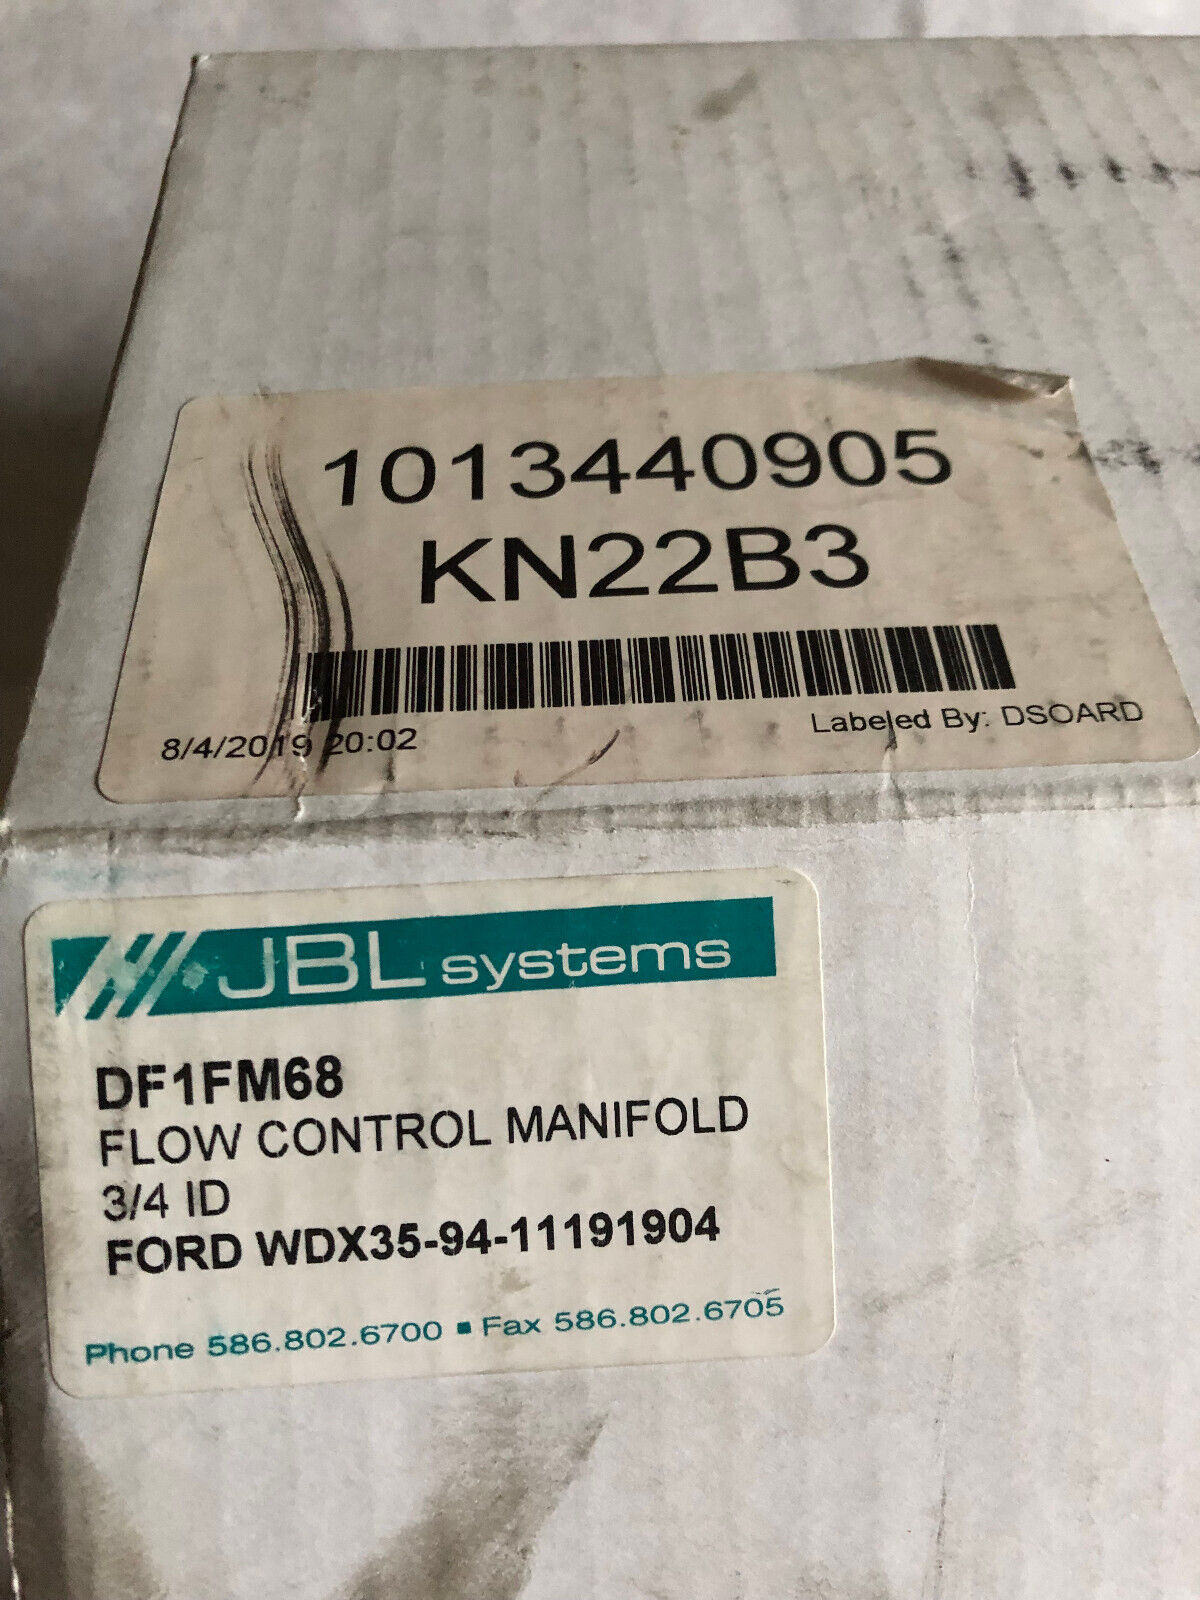 1013440905
KN22B3
8/4/2019 20:02
Labeled By: DSOARD
JBL systems
DF1FM68
FLOW CONTROL MANIFOLD
3/4 ID
FORD WDX35-94-11191904
Phone 586.802.6700 ▪ Fax 586.802.6705